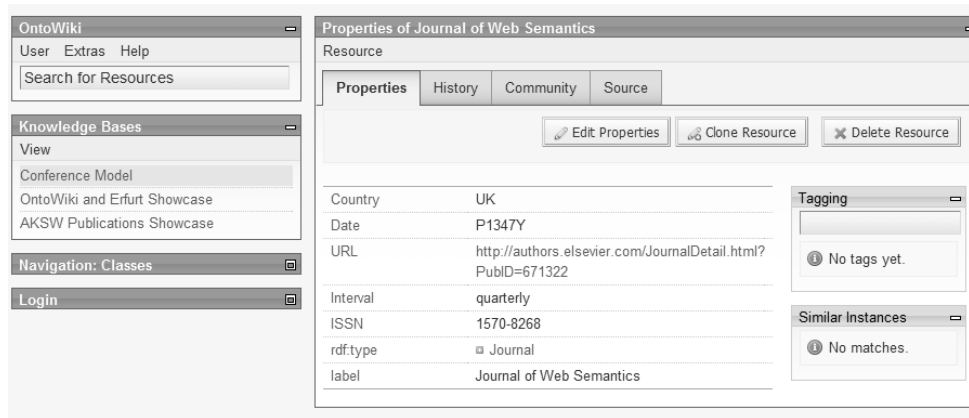 OntoWiki
User Extras Help
Search for Resources
Knowledge Bases
View
Conference Model
OntoWiki and Erfurt Showcase
AKSW Publications Showcase
Navigation: Classes
Login
Properties of Journal of Web Semantics
Resource
Properties History Community Source
Edit Properties Clone Resource Delete Resource
Country UK
Date P1347Y
URL http://authors.elsevier.com/JournalDetail.html?
PubID=671322
Interval quarterly
ISSN 1570-8268
rdf:type Journal
label Journal of Web Semantics
Tagging
No tags yet.
Similar Instances
No matches.